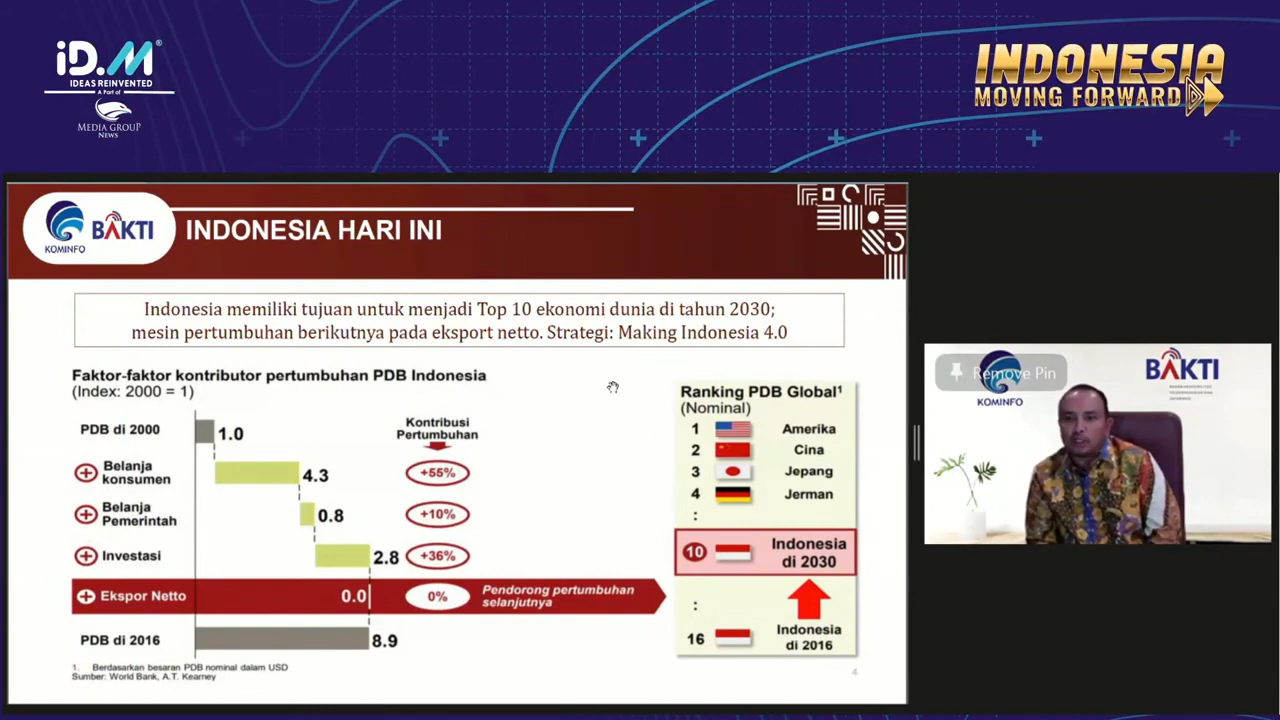 iD.M®
IDEAS REINVENTED
A Part of
MEDIA GROUP
NEWS
INDONESIA
MOVING FORWARD
KOMINFO
BAKTI
INDONESIA HARI INI
Indonesia memiliki tujuan untuk menjadi Top 10 ekonomi dunia di tahun 2030;
mesin pertumbuhan berikutnya pada eksport netto. Strategi: Making Indonesia 4.0
Faktor-faktor kontributor pertumbuhan PDB Indonesia
(Index: 2000 = 1)
Kontribusi
Pertumbuhan
PDB di 2000 1.0
Belanja
konsumen 4.3 +55%
Belanja
Pemerintah 0.8 +10%
Investasi 2.8 +36%
Ekspor Netto 0.0 0% Pendorong pertumbuhan
selanjutnya
PDB di 2016 8.9
1. Berdasarkan besaran PDB nominal dalam USD
Sumber: World Bank, A.T. Kearney
Ranking PDB Global1
(Nominal)
1 Amerika
2 Cina
3 Jepang
4 Jerman
:
10 Indonesia
di 2030
:
16 Indonesia
di 2016
4
Remove Pin
KOMINFO
BAKTI